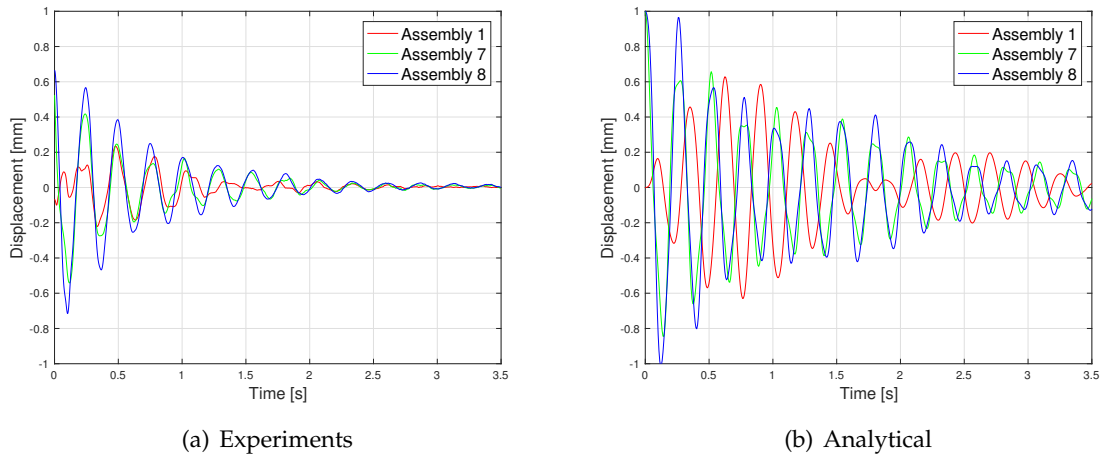 1
0.8
0.6
0.4
0.2
0
-0.2
-0.4
-0.6
-0.8
-1
Displacement [mm]
0 0.5 1 1.5 2 2.5 3 3.5
Time [s]
Assembly 1
Assembly 7
Assembly 8
(a) Experiments
1
0.8
0.6
0.4
0.2
0
-0.2
-0.4
-0.6
-0.8
-1
Displacement [mm]
0 0.5 1 1.5 2 2.5 3 3.5
Time [s]
Assembly 1
Assembly 7
Assembly 8
(b) Analytical